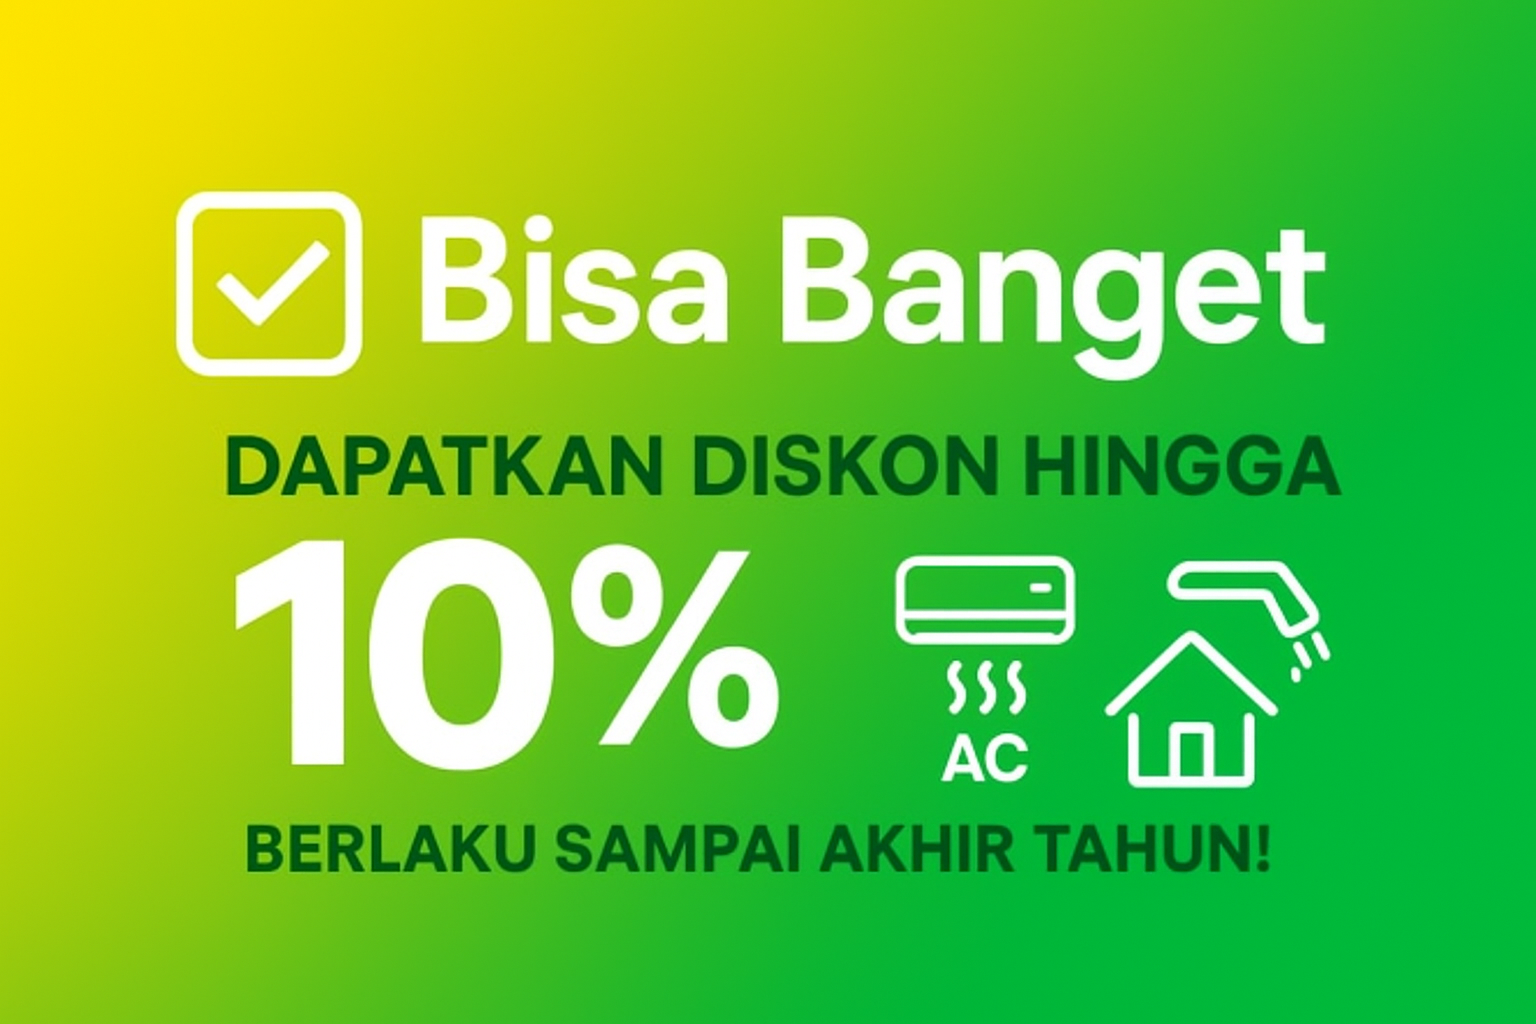 Bisa Banget
DAPATKAN DISKON HINGGA
10%
AC
BERLAKU SAMPAI AKHIR TAHUN!